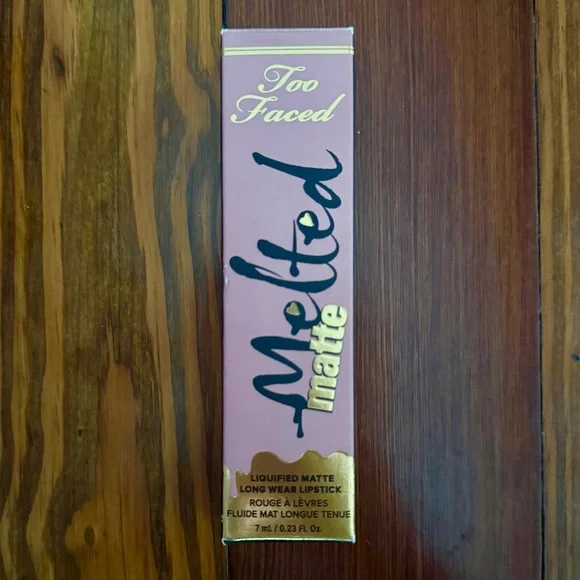 Too
Faced
Melted
matte
LIQUIFIED MATTE
LONG WEAR LIPSTICK
ROUGE À LÈVRES
FLUIDE MAT LONGUE TENUE
7 mL / 0.23 Fl. Oz.